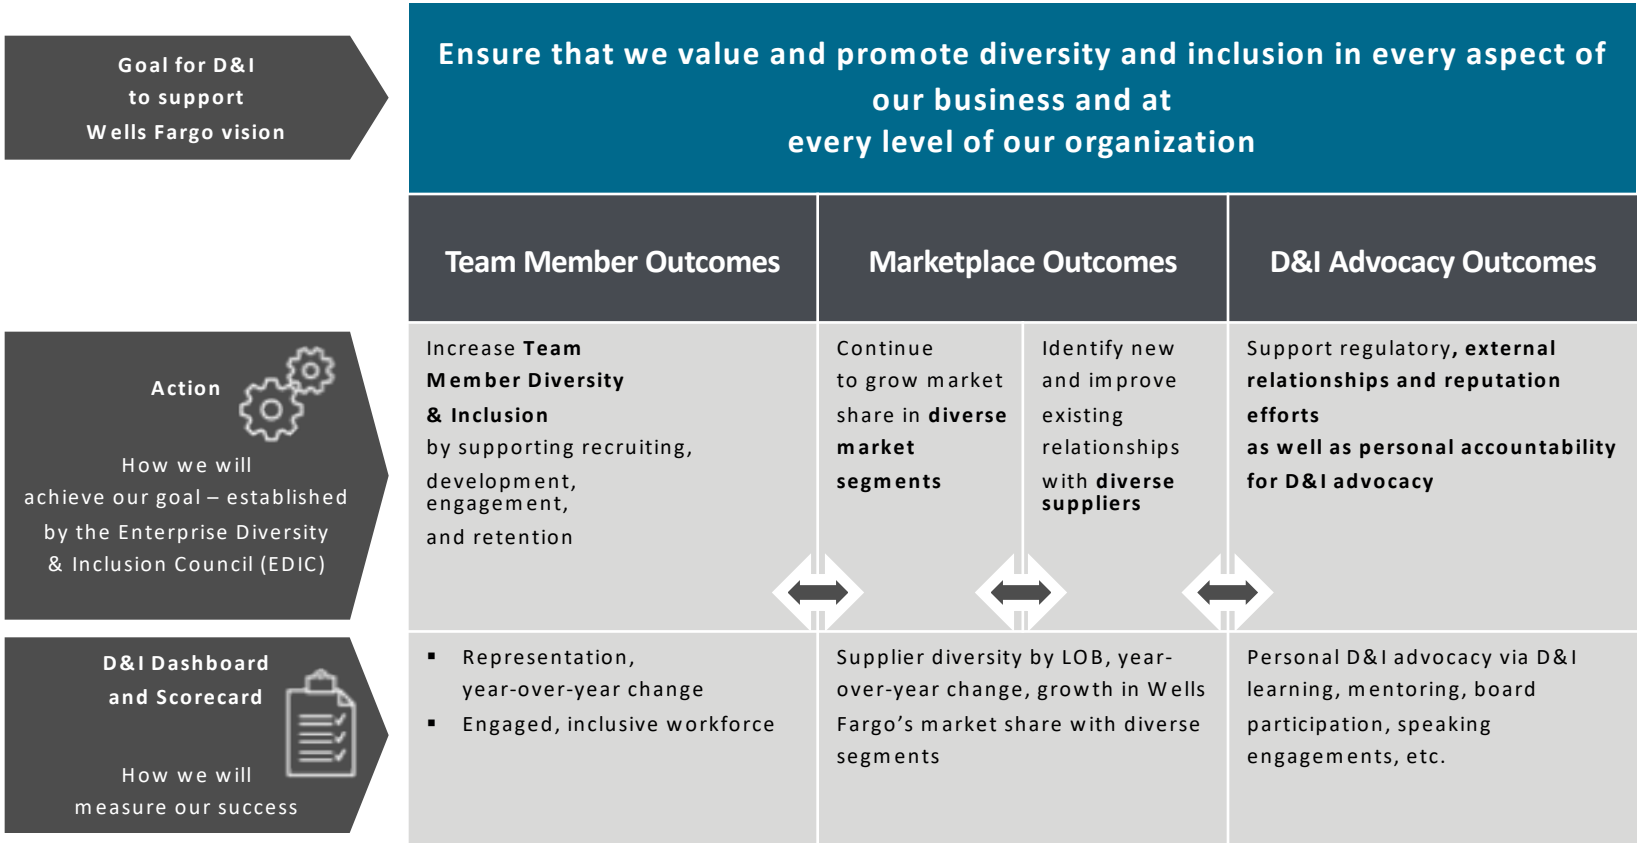 Goal for D&I
to support
Wells Fargo vision
Ensure that we value and promote diversity and inclusion in every aspect of
our business and at
every level of our organization
Team Member Outcomes
Marketplace Outcomes
D&I Advocacy Outcomes
Action
How we will
achieve our goal – established
by the Enterprise Diversity
& Inclusion Council (EDIC)
Increase Team
Member Diversity
& Inclusion
by supporting recruiting,
development,
engagement,
and retention
Continue
to grow market
share in diverse
market
segments
Identify new
and improve
existing
relationships
with diverse
suppliers
Support regulatory, external
relationships and reputation
efforts
as well as personal accountability
for D&I advocacy
D&I Dashboard
and Scorecard
How we will
measure our success
▪ Representation,
year-over-year change
▪ Engaged, inclusive workforce
Supplier diversity by LOB, year-
over-year change, growth in Wells
Fargo’s market share with diverse
segments
Personal D&I advocacy via D&I
learning, mentoring, board
participation, speaking
engagements, etc.